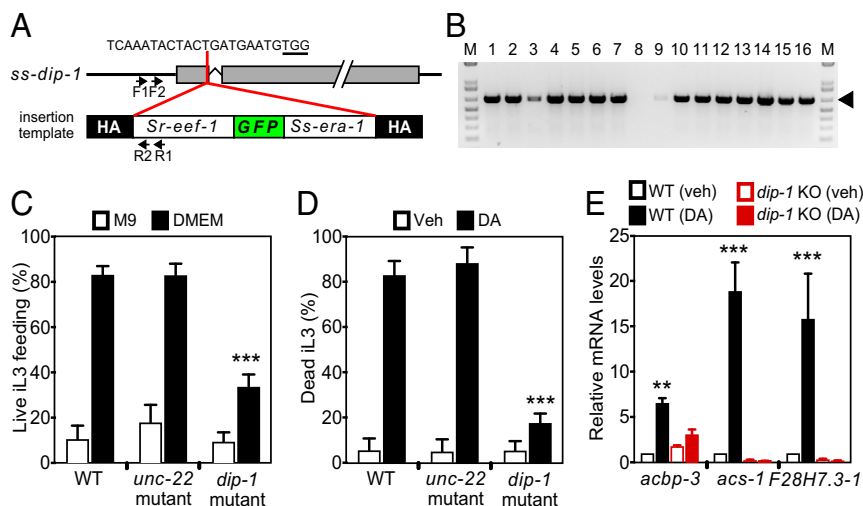 A
TCAAATACTACTGATGAATGTGG
ss-dip-1
F1F2
insertion
template
HA Sr-eef-1 GFP Ss-era-1 HA
R2 R1
B
M 1 2 3 4 5 6 7 8 9 10 11 12 13 14 15 16 M
C
M9 DMEM
Live iL3 feeding (%)
100
80
60
40
20
0
***
WT unc-22 mutant dip-1 mutant
D
Veh DA
Dead iL3 (%)
100
80
60
40
20
0
***
WT unc-22 mutant dip-1 mutant
E
WT (veh) dip-1 KO (veh)
WT (DA) dip-1 KO (DA)
Relative mRNA levels
25
20
15
10
5
0
** *** ***
acbp-3 acs-1 F28H7.3-1